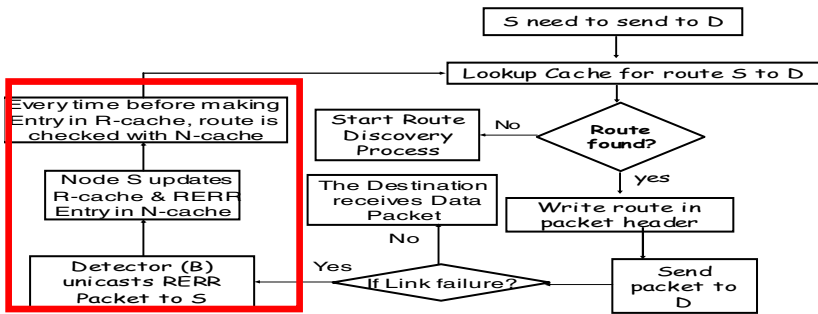 S need to send to D
Lookup Cache for route S to D
Every time before making
Entry in R-cache, route is
checked with N-cache
Start Route
Discovery
Process
No
Route
found?
yes
Node S updates
R-cache & RERR
Entry in N-cache
The Destination
receives Data
Packet
Write route in
packet header
No
Detector (B)
unicasts RERR
Packet to S
Yes
If Link failure?
Send
packet to
D